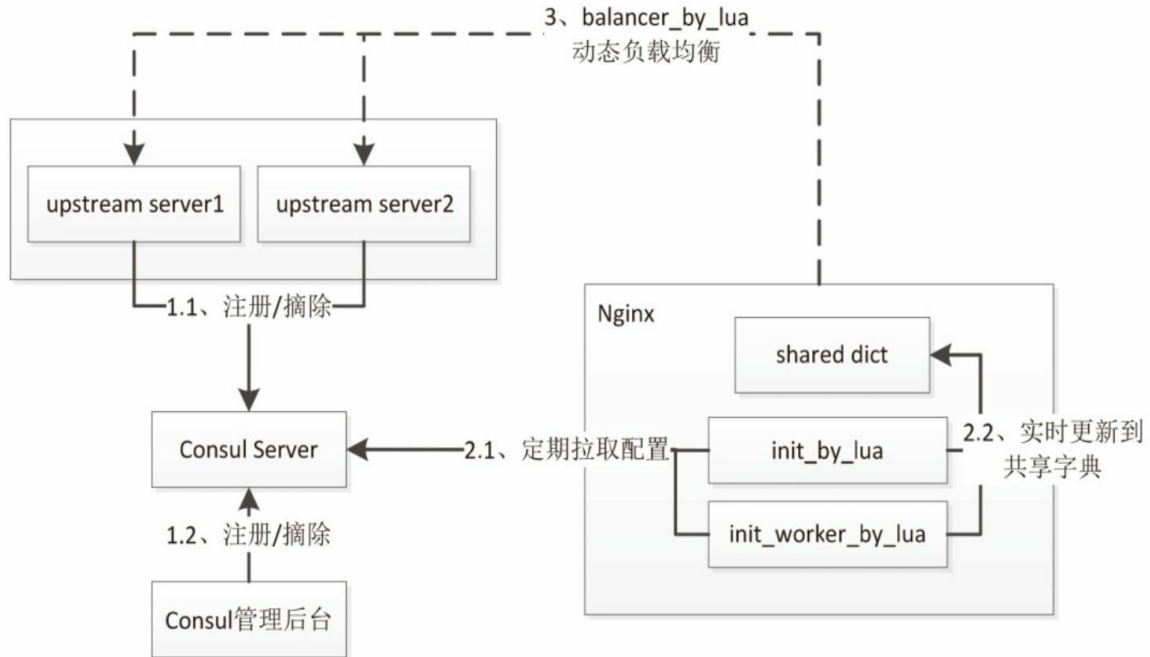 3、balancer_by_lua
动态负载均衡
upstream server1
upstream server2
1.1、注册/摘除
Nginx
shared dict
Consul Server
2.1、定期拉取配置
init_by_lua
2.2、实时更新到
共享字典
init_worker_by_lua
1.2、注册/摘除
Consul管理后台